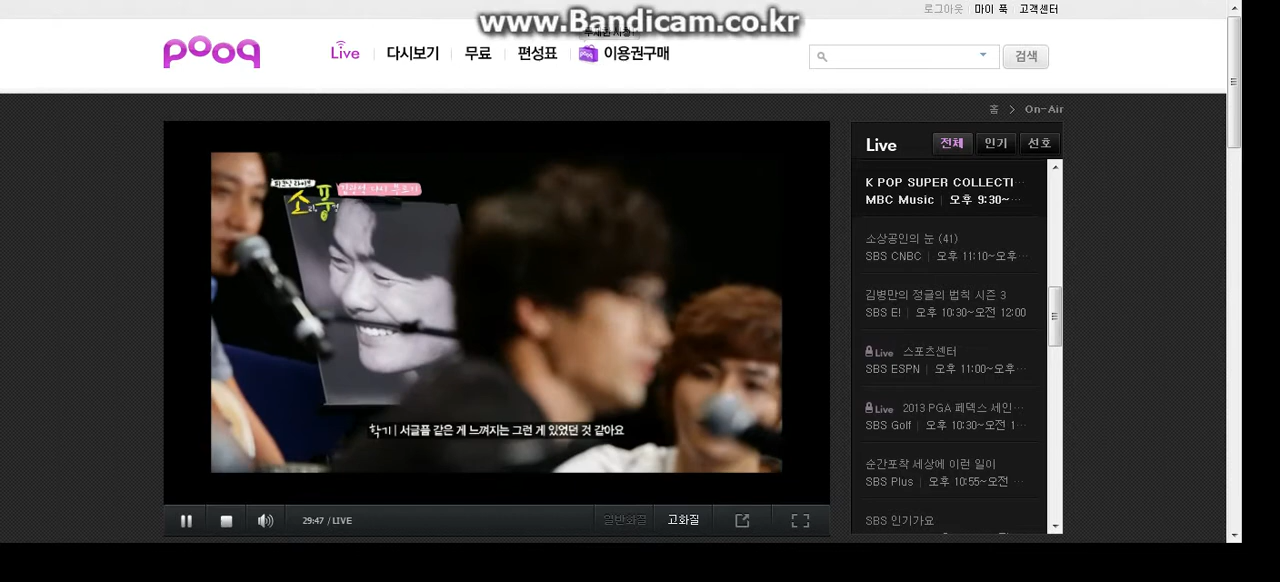 www.Bandicam.co.kr
로그아웃 마이 푹 고객센터
pooq
Live 다시보기 무료 편성표 이용권구매
검색
홈 > On-Air
Live 전체 인기 선호
K POP SUPER COLLECTI…
MBC Music | 오후 9:30~…
소상공인의 눈 (41)
SBS CNBC | 오후 11:10~오후…
김병만의 정글의 법칙 시즌 3
SBS E! | 오후 10:30~오전 12:00
Live 스포츠센터
SBS ESPN | 오후 11:00~오후…
Live 2013 PGA 페덱스 세인…
SBS Golf | 오후 10:30~오전 1…
순간포착 세상에 이런 일이
SBS Plus | 오후 10:55~오전 …
SBS 인기가요
소풍
김광석 다시 부르기
학기 | 서글픔 같은 게 느껴지는 그런 게 있었던 것 같아요
29:47 / LIVE
일반화질 고화질